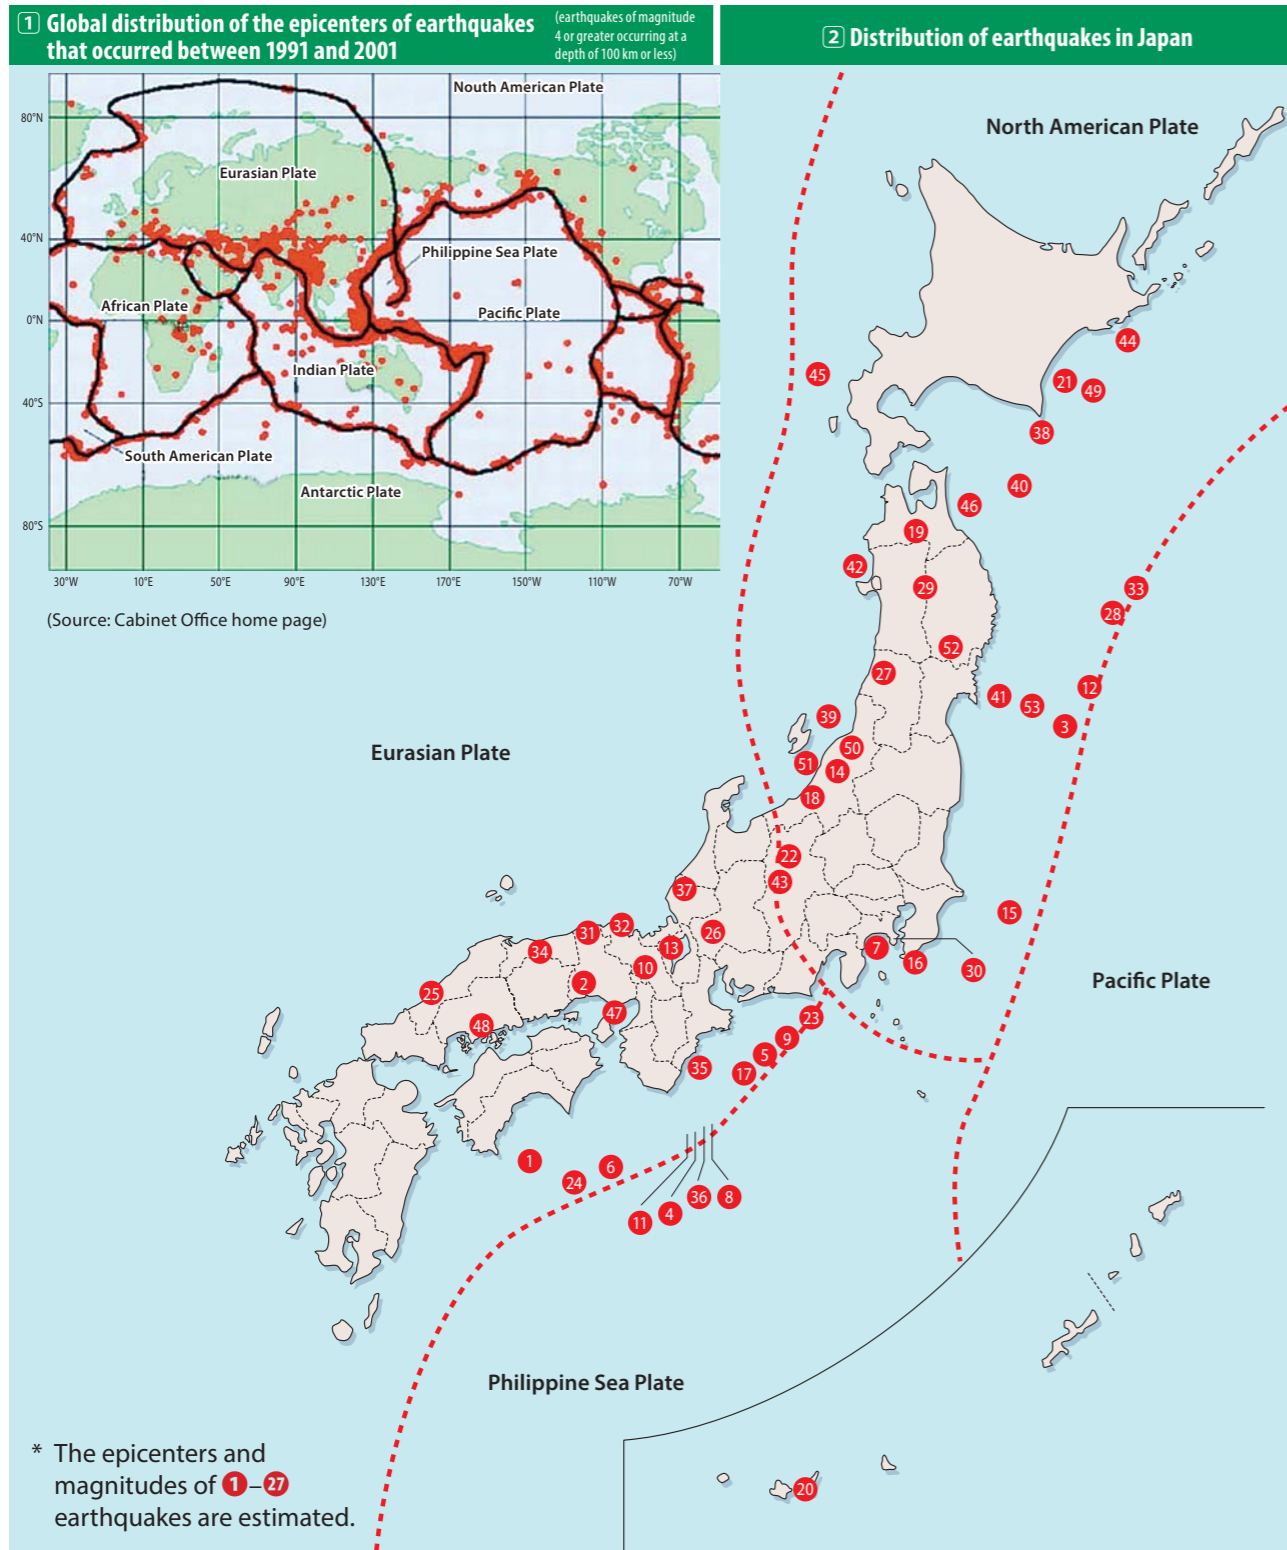 1 Global distribution of the epicenters of earthquakes
that occurred between 1991 and 2001
(earthquakes of magnitude
4 or greater occurring at a
depth of 100 km or less)
2 Distribution of earthquakes in Japan
Nouth American Plate
80°N
Eurasian Plate
40°N
Philippine Sea Plate
African Plate
0°N
Pacific Plate
Indian Plate
40°S
South American Plate
Antarctic Plate
80°S
30°W 10°E 50°E 90°E 130°E 170°E 150°W 110°W 70°W
(Source: Cabinet Office home page)
North American Plate
44
45
21
49
38
40
46
19
42
29
33
28
52
27
12
41
53
39
3
50
Eurasian Plate
51
14
18
22
43
37
15
32
26
31
13
7
34
16
10
30
2
Pacific Plate
25
47
23
48
9
5
35
17
1
6
24
36
8
4
11
Philippine Sea Plate
* The epicenters and
magnitudes of 1–27
earthquakes are estimated.
20